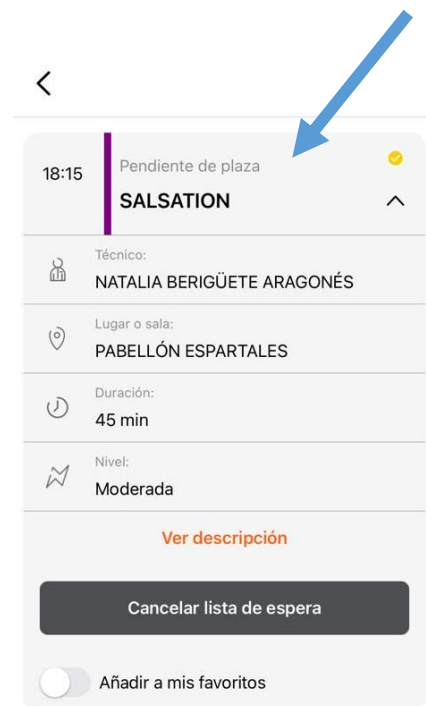 18:15
Pendiente de plaza
SALSATION
Técnico:
NATALIA BERIGÜETE ARAGONÉS
Lugar o sala:
PABELLÓN ESPARTALES
Duración:
45 min
Nivel:
Moderada
Ver descripción
Cancelar lista de espera
Añadir a mis favoritos